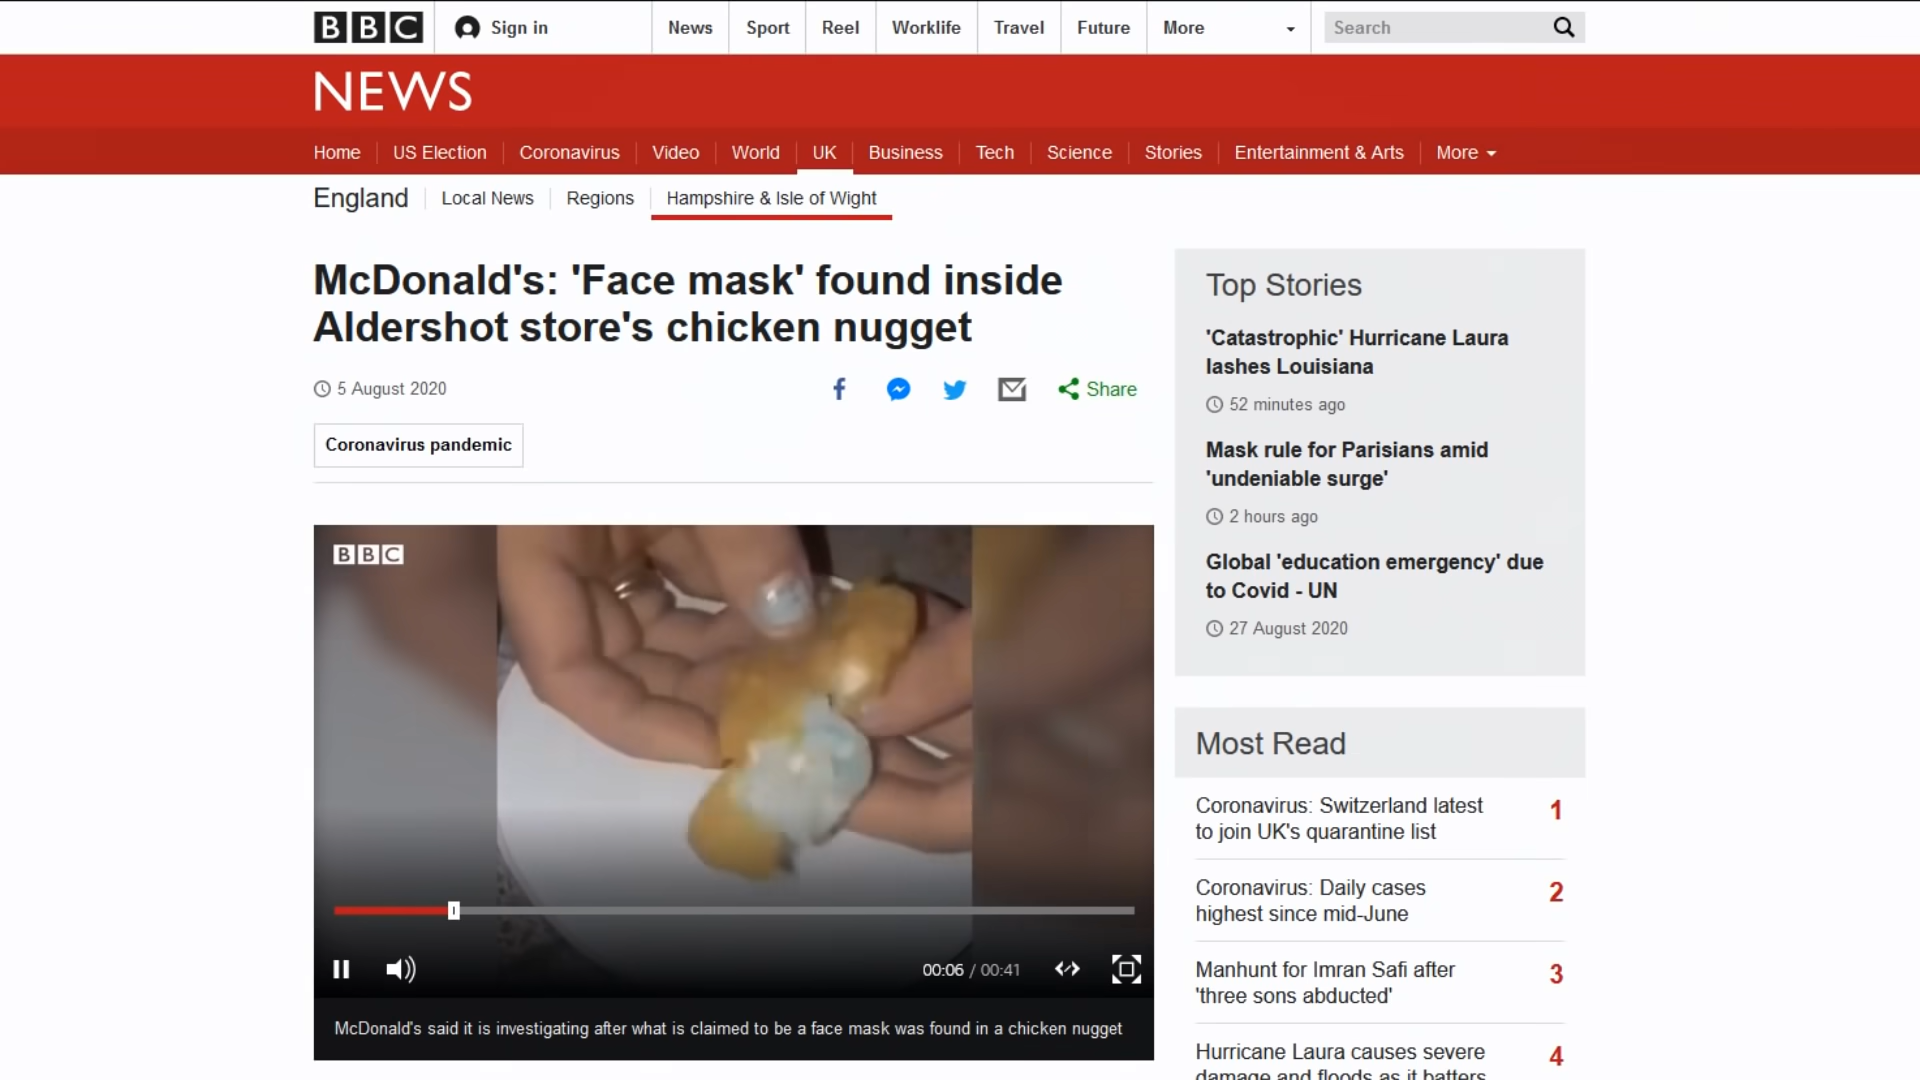 BBC Sign in News Sport Reel Worklife Travel Future More Search
NEWS
Home US Election Coronavirus Video World UK Business Tech Science Stories Entertainment & Arts More
England Local News Regions Hampshire & Isle of Wight
McDonald's: 'Face mask' found inside
Aldershot store's chicken nugget
5 August 2020
Share
Coronavirus pandemic
BBC
00:06 / 00:41
McDonald's said it is investigating after what is claimed to be a face mask was found in a chicken nugget
Top Stories
'Catastrophic' Hurricane Laura
lashes Louisiana
52 minutes ago
Mask rule for Parisians amid
'undeniable surge'
2 hours ago
Global 'education emergency' due
to Covid - UN
27 August 2020
Most Read
Coronavirus: Switzerland latest
to join UK's quarantine list
1
Coronavirus: Daily cases
highest since mid-June
2
Manhunt for Imran Safi after
'three sons abducted'
3
Hurricane Laura causes severe
damage and floods as it batters
4